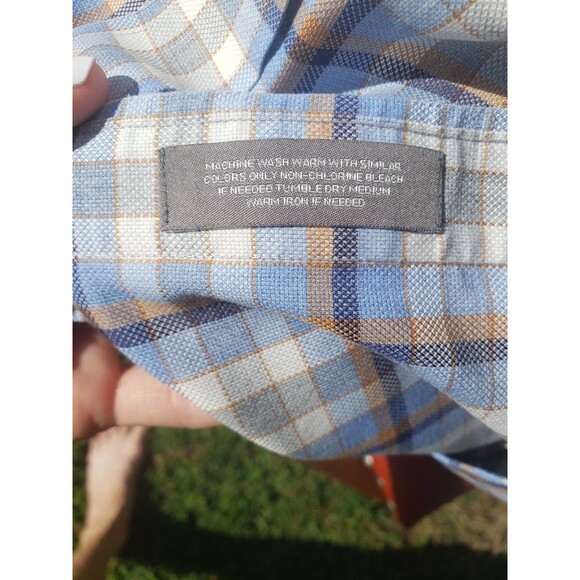 MACHINE WASH WARM WITH SIMILAR
COLORS ONLY NON-CHLORINE BLEACH
IF NEEDED TUMBLE DRY MEDIUM
WARM IRON IF NEEDED